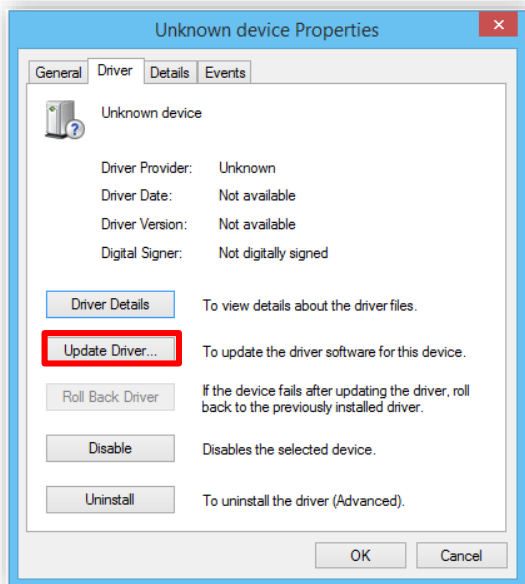 Unknown device Properties
General Driver Details Events
Unknown device
Driver Provider: Unknown
Driver Date: Not available
Driver Version: Not available
Digital Signer: Not digitally signed
Driver Details To view details about the driver files.
Update Driver... To update the driver software for this device.
Roll Back Driver If the device fails after updating the driver, roll
back to the previously installed driver.
Disable Disables the selected device.
Uninstall To uninstall the driver (Advanced).
OK Cancel